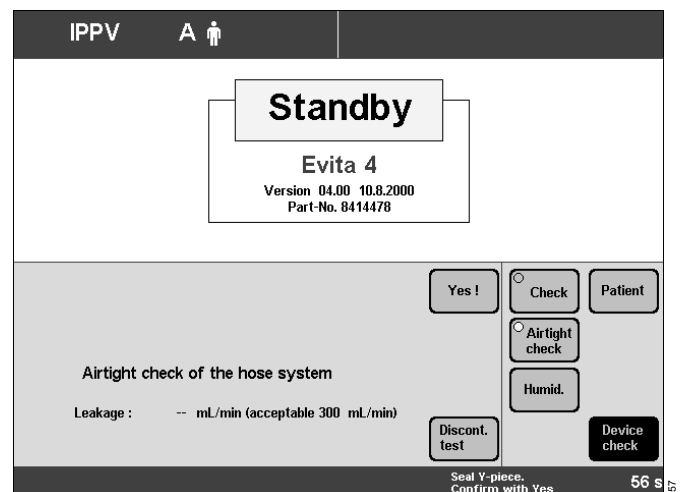 IPPV A
Standby
Evita 4
Version 04.00 10.8.2000
Part-No. 8414478
Yes !
Check
Patient
Airtight
check
Airtight check of the hose system
Humid.
Leakage : -- mL/min (acceptable 300 mL/min)
Discont.
test
Device
check
Seal Y-piece.
Confirm with Yes
56 s
57